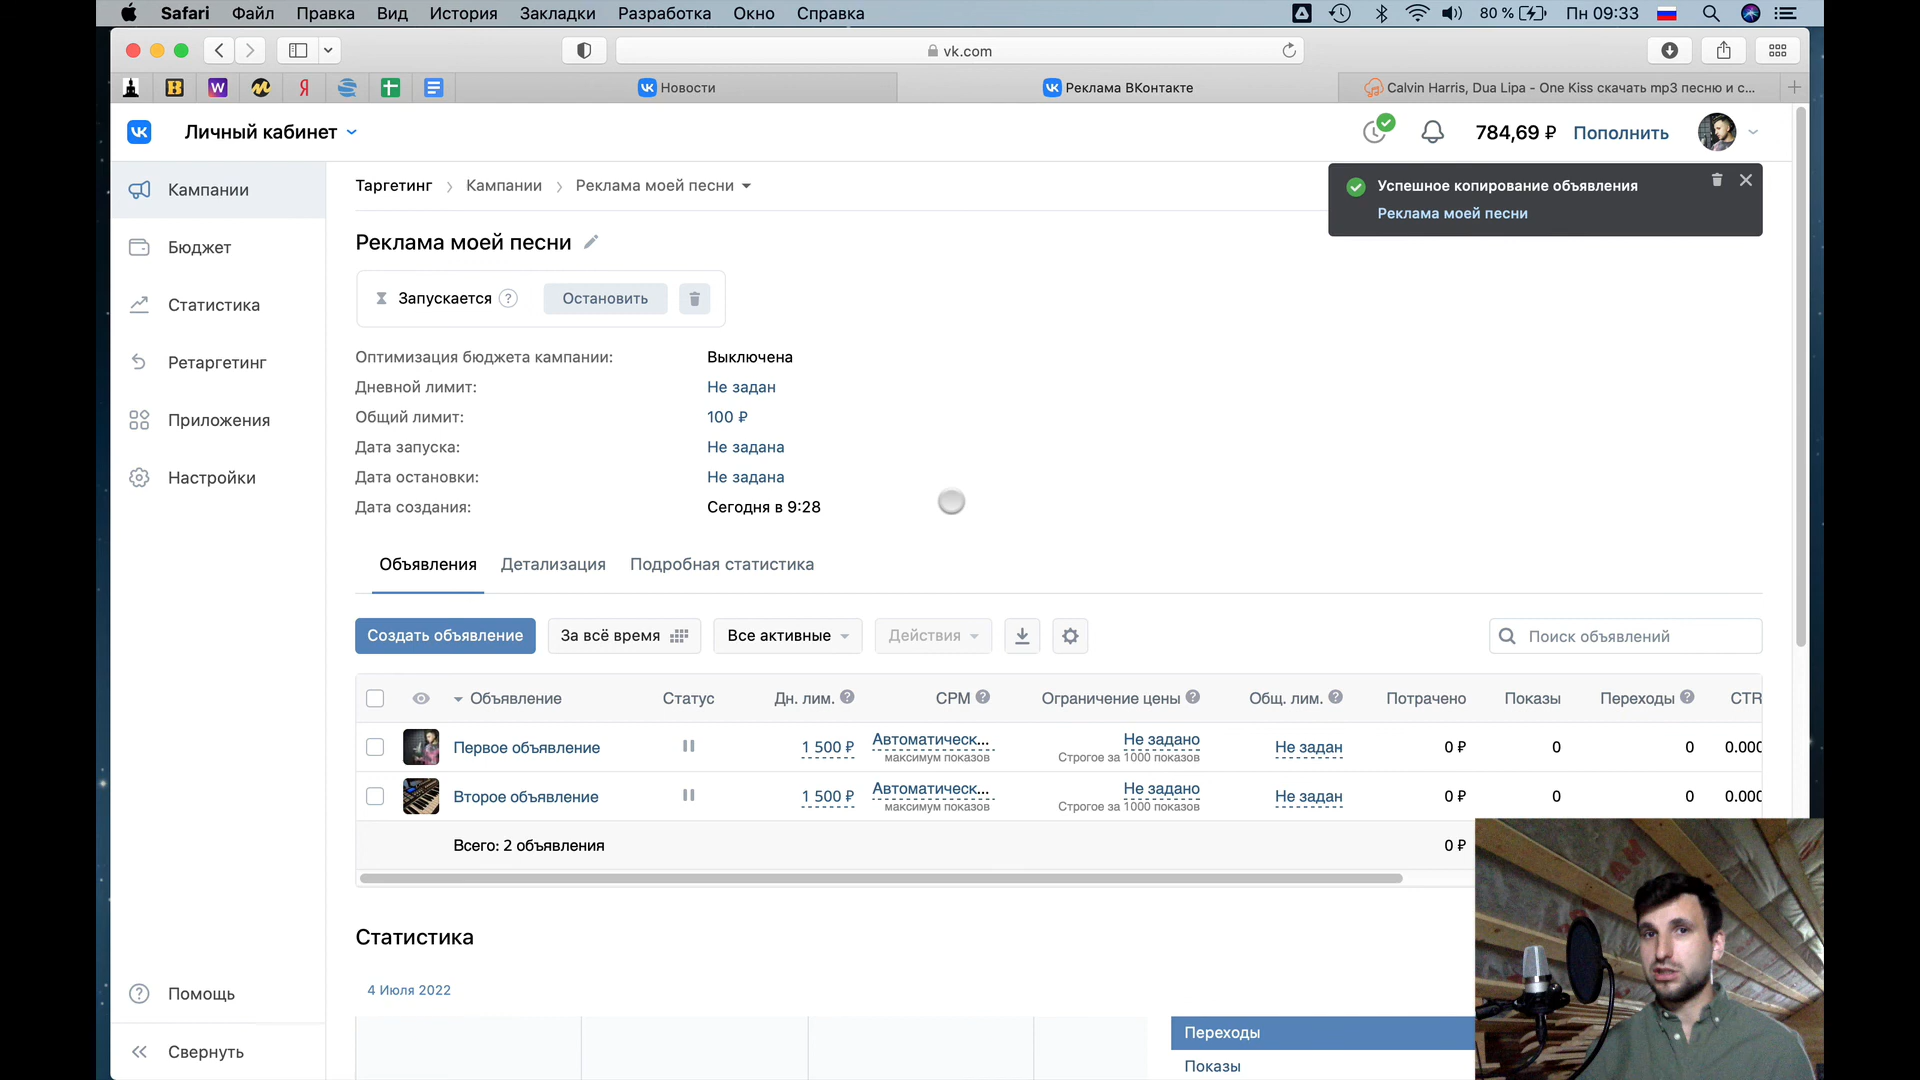 Safari Файл Правка Вид История Закладки Разработка Окно Справка 80 % Пн 09:33
vk.com
Новости
Реклама ВКонтакте
Calvin Harris, Dua Lipa - One Kiss скачать mp3 песню и с...
Личный кабинет
784,69 ₽ Пополнить
Успешное копирование объявления
Реклама моей песни
Кампании
Бюджет
Статистика
Ретаргетинг
Приложения
Настройки
Помощь
Свернуть
Таргетинг › Кампании › Реклама моей песни
Реклама моей песни
Запускается ? Остановить
Оптимизация бюджета кампании: Выключена
Дневной лимит: Не задан
Общий лимит: 100 ₽
Дата запуска: Не задана
Дата остановки: Не задана
Дата создания: Сегодня в 9:28
Объявления Детализация Подробная статистика
Создать объявление За всё время Все активные Действия Поиск объявлений
Объявление Статус Дн. лим. ? CPM ? Ограничение цены ? Общ. лим. ? Потрачено Показы Переходы ? CTR
Первое объявление 1 500 ₽ Автоматическ... Не задано Не задан 0 ₽ 0 0 0.000
максимум показов Строгое за 1000 показов
Второе объявление 1 500 ₽ Автоматическ... Не задано Не задан 0 ₽ 0 0 0.000
максимум показов Строгое за 1000 показов
Всего: 2 объявления 0 ₽
Статистика
4 Июля 2022
Переходы
Показы